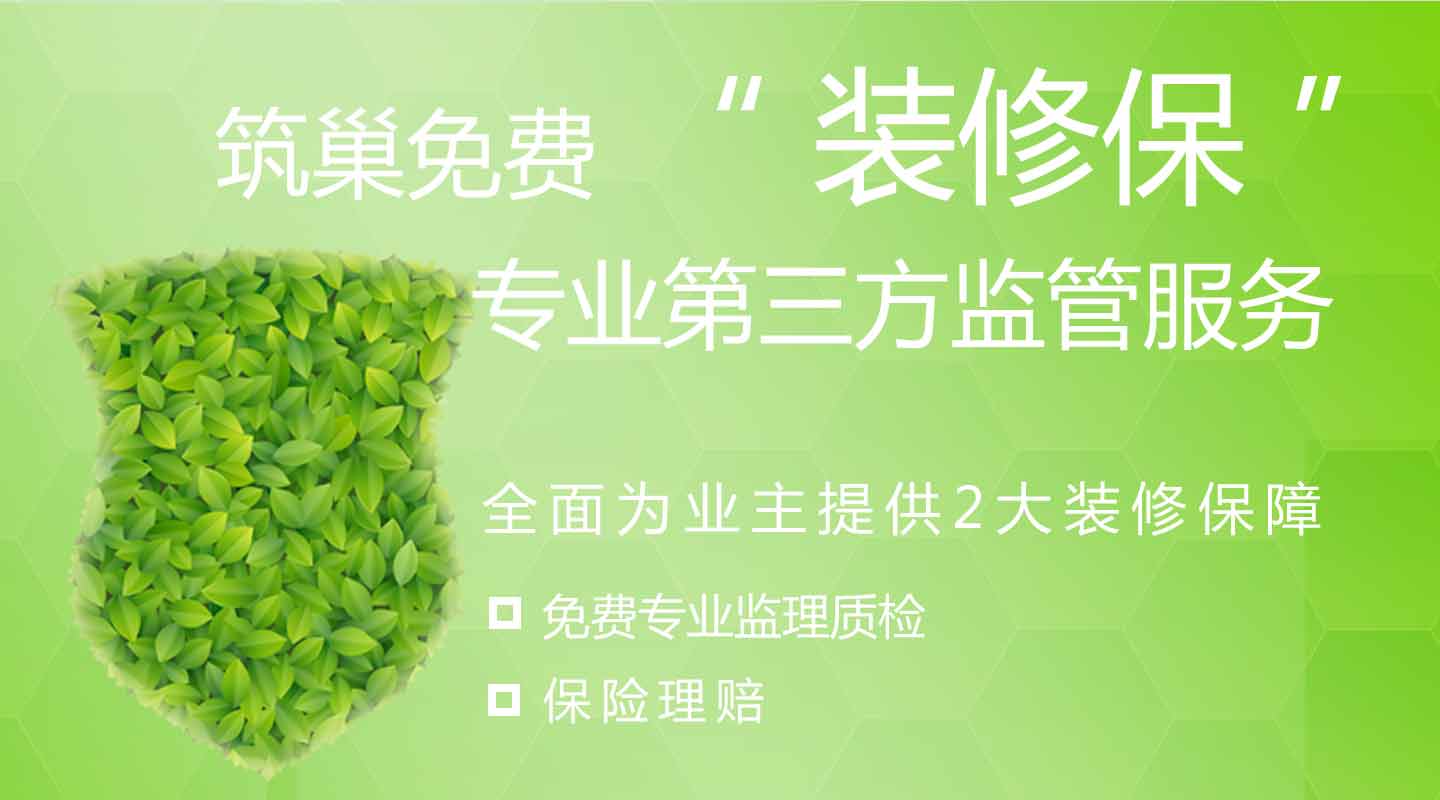 筑巢免费 “装修保”
专业第三方监管服务
全面为业主提供2大装修保障
免费专业监理质检
保险理赔